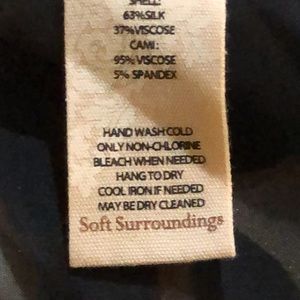 SHELL:
63%SILK
37%VISCOSE
CAMI :
95% VISCOSE
5% SPANDEX
HAND WASH COLD
ONLY NON-CHLORINE
BLEACH WHEN NEEDED
HANG TO DRY
COOL IRON IF NEEDED
MAY BE DRY CLEANED
Soft Surroundings